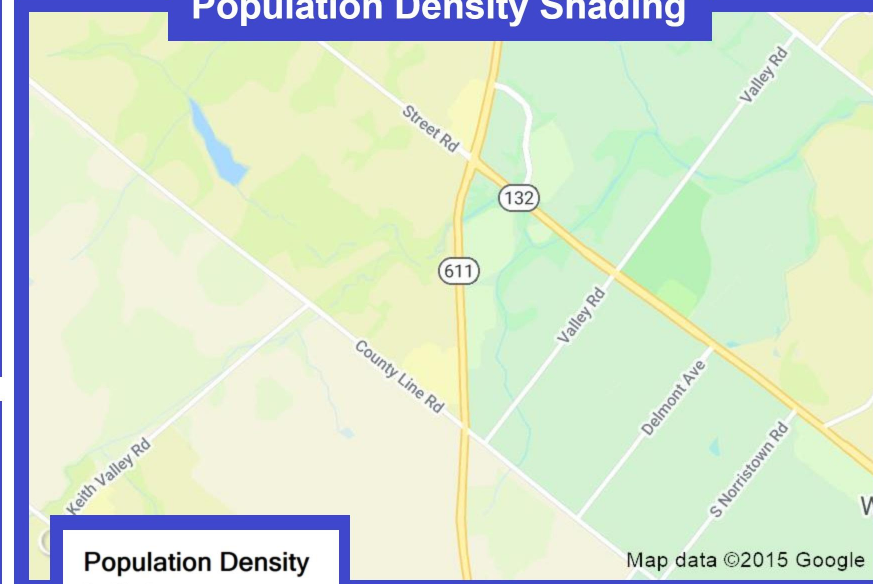 Population Density Shading
Valley Rd
Street Rd
132
611
Valley Rd
County Line Rd
Delmont Ave
Keith Valley Rd
S Norristown Rd
Population Density
Map data ©2015 Google